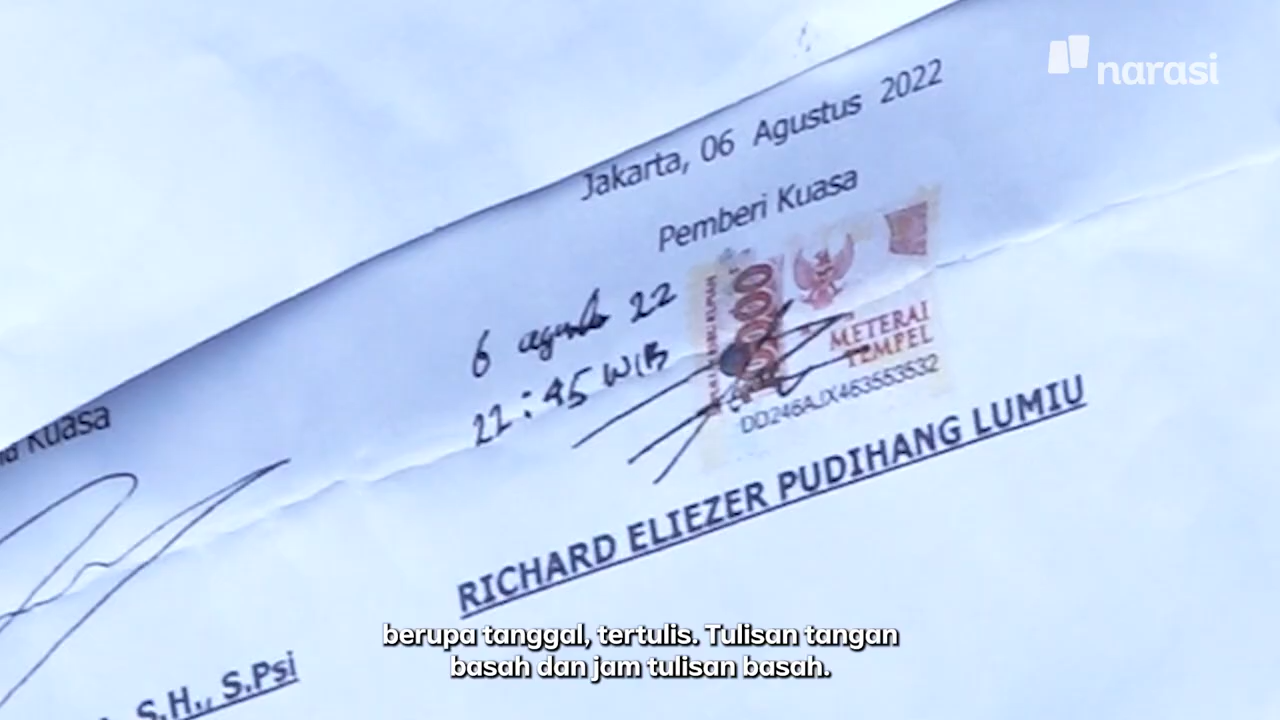 narasi
Jakarta, 06 Agustus 2022
Pemberi Kuasa
6 agustus 22
22:45 WIB
METERAI
TEMPEL
DD246AJX463553532
Kuasa
RICHARD ELIEZER PUDIHANG LUMIU
S.H., S.Psi
berupa tanggal, tertulis. Tulisan tangan
basah dan jam tulisan basah.